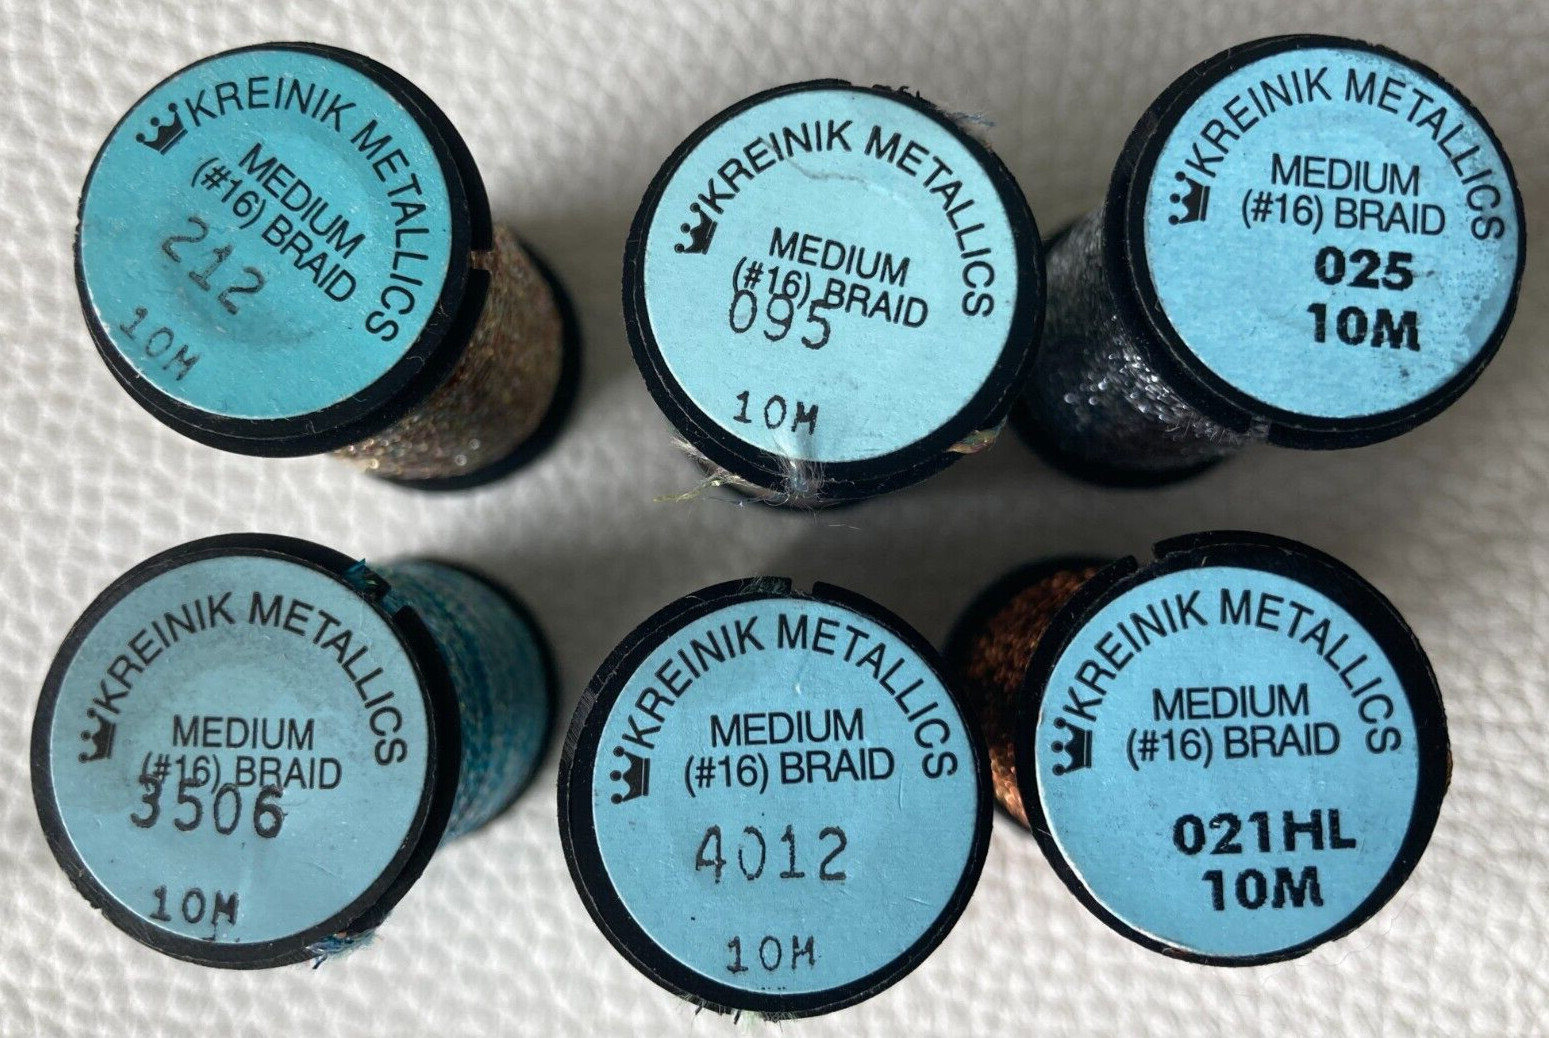 KREINIK METALLICS
MEDIUM
(#16) BRAID
212
10M
KREINIK METALLICS
MEDIUM
(#16) BRAID
095
10M
KREINIK METALLICS
MEDIUM
(#16) BRAID
025
10M
KREINIK METALLICS
MEDIUM
(#16) BRAID
3506
10M
KREINIK METALLICS
MEDIUM
(#16) BRAID
4012
10M
KREINIK METALLICS
MEDIUM
(#16) BRAID
021HL
10M